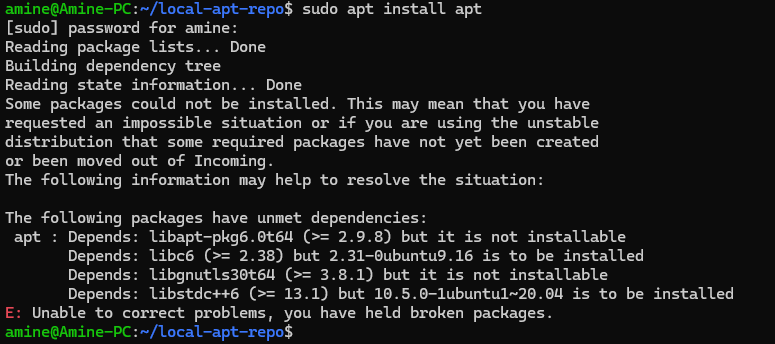 amine@Amine-PC:~/local-apt-repo$ sudo apt install apt
[sudo] password for amine:
Reading package lists... Done
Building dependency tree
Reading state information... Done
Some packages could not be installed. This may mean that you have
requested an impossible situation or if you are using the unstable
distribution that some required packages have not yet been created
or been moved out of Incoming.
The following information may help to resolve the situation:

The following packages have unmet dependencies:
 apt : Depends: libapt-pkg6.0t64 (>= 2.9.8) but it is not installable
       Depends: libc6 (>= 2.38) but 2.31-0ubuntu9.16 is to be installed
       Depends: libgnutls30t64 (>= 3.8.1) but it is not installable
       Depends: libstdc++6 (>= 13.1) but 10.5.0-1ubuntu1~20.04 is to be installed
E: Unable to correct problems, you have held broken packages.
amine@Amine-PC:~/local-apt-repo$